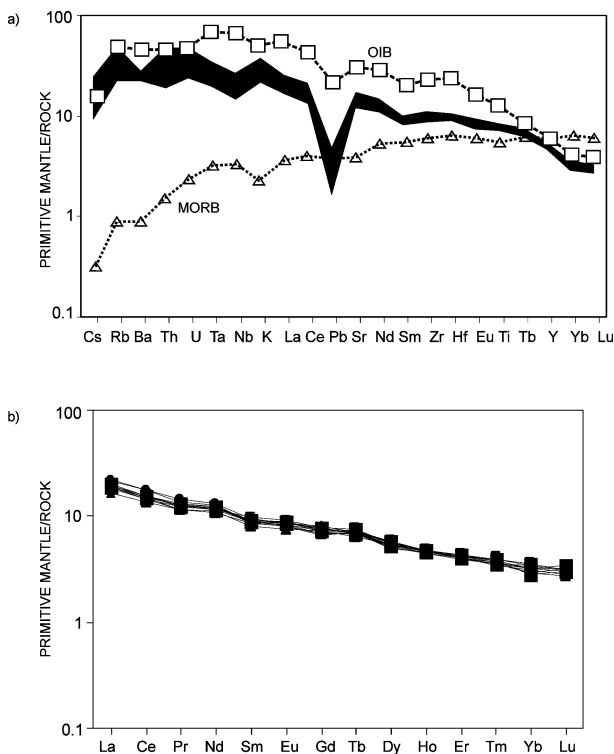 a)
100
10
1
0.1
PRIMITIVE MANTLE/ROCK
OIB
MORB
Cs Rb Ba Th U Ta Nb K La Ce Pb Sr Nd Sm Zr Hf Eu Ti Tb Y Yb Lu
b)
100
10
1
0.1
PRIMITIVE MANTLE/ROCK
La Ce Pr Nd Sm Eu Gd Tb Dy Ho Er Tm Yb Lu